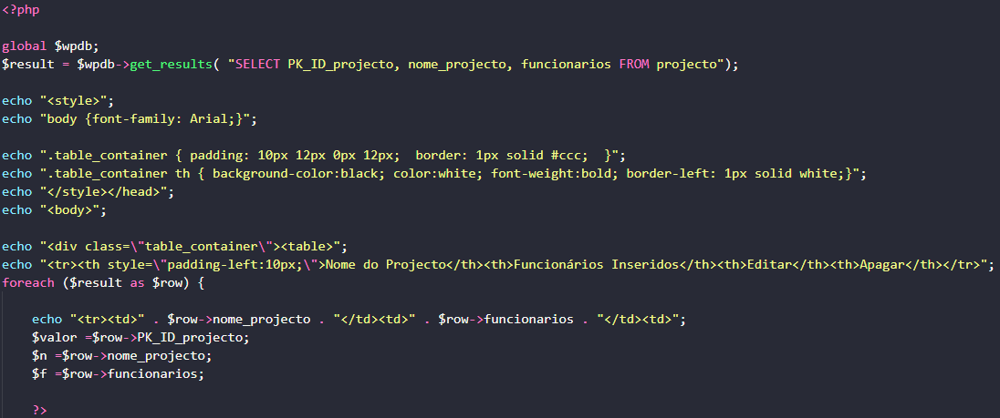 <?php
global $wpdb;
$result = $wpdb->get_results( "SELECT PK_ID_projecto, nome_projecto, funcionarios FROM projecto");
echo "<style>";
echo "body {font-family: Arial;}";
echo ".table_container { padding: 10px 12px 0px 12px;  border: 1px solid #ccc;  }";
echo ".table_container th { background-color:black; color:white; font-weight:bold; border-left: 1px solid white;}";
echo "</style></head>";
echo "<body>";
echo "<div class=\"table_container\"><table>";
echo "<tr><th style=\"padding-left:10px;\">Nome do Projecto</th><th>Funcionários Inseridos</th><th>Editar</th><th>Apagar</th></tr>";
foreach ($result as $row) {
echo "<tr><td>" . $row->nome_projecto . "</td><td>" . $row->funcionarios . "</td><td>";
$valor =$row->PK_ID_projecto;
$n =$row->nome_projecto;
$f =$row->funcionarios;
?>